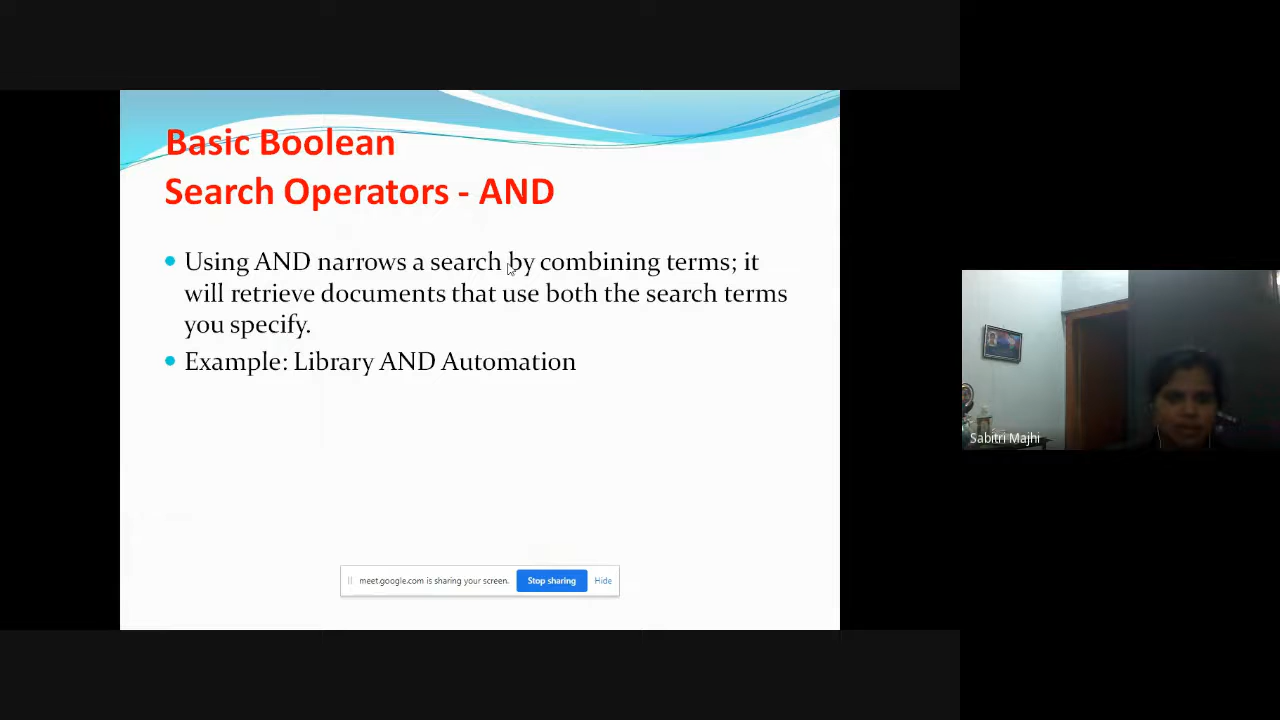 Basic Boolean
Search Operators - AND
Using AND narrows a search by combining terms; it
will retrieve documents that use both the search terms
you specify.
Example: Library AND Automation
meet.google.com is sharing your screen.
Stop sharing
Hide
Sabitri Majhi